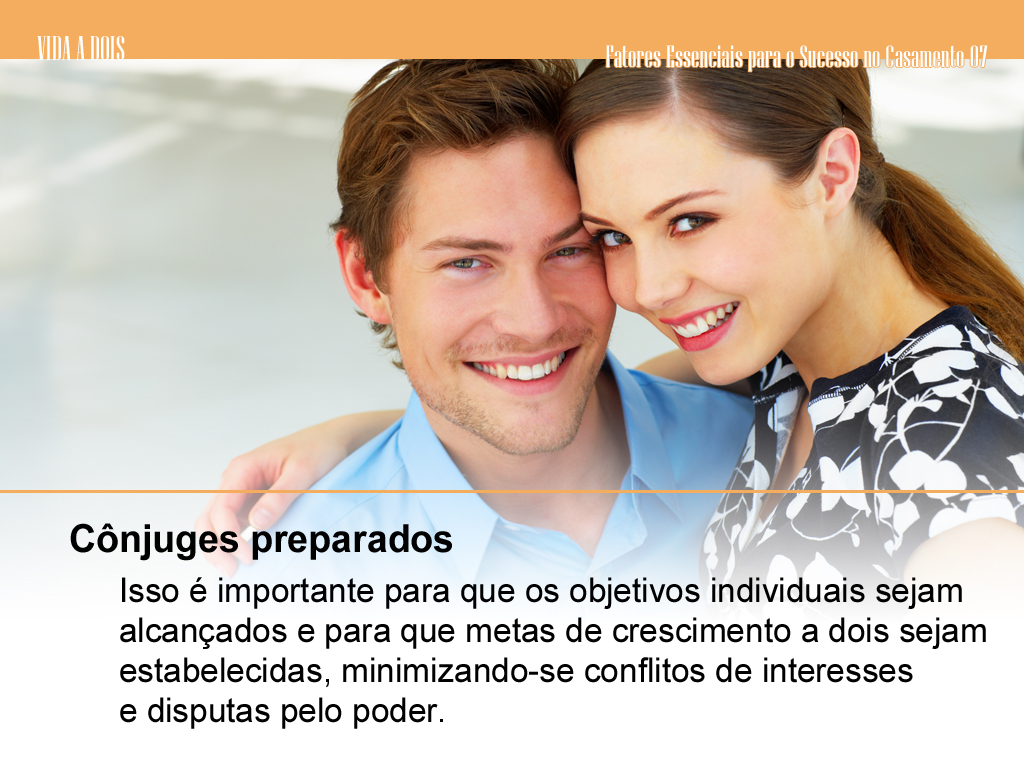 VIDA A DOIS
Fatores Essenciais para o Sucesso no Casamento 07
Cônjuges preparados
Isso é importante para que os objetivos individuais sejam
alcançados e para que metas de crescimento a dois sejam
estabelecidas, minimizando-se conflitos de interesses
e disputas pelo poder.